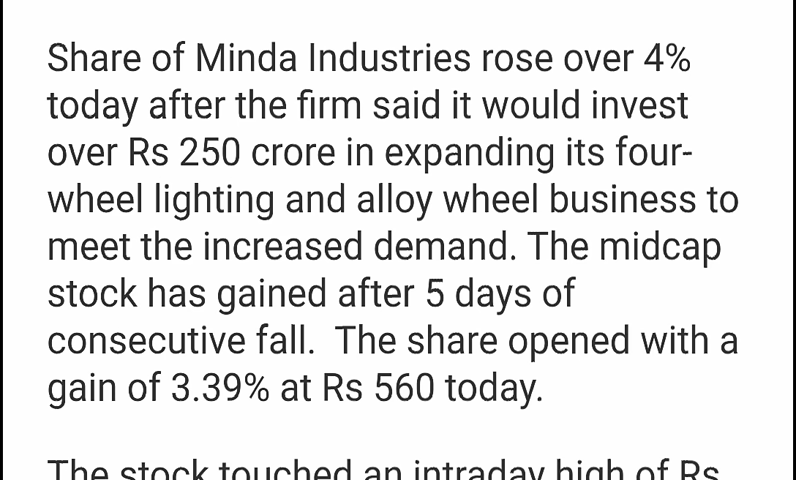 Share of Minda Industries rose over 4%
today after the firm said it would invest
over Rs 250 crore in expanding its four-
wheel lighting and alloy wheel business to
meet the increased demand. The midcap
stock has gained after 5 days of
consecutive fall.  The share opened with a
gain of 3.39% at Rs 560 today.
The stock touched an intraday high of Rs